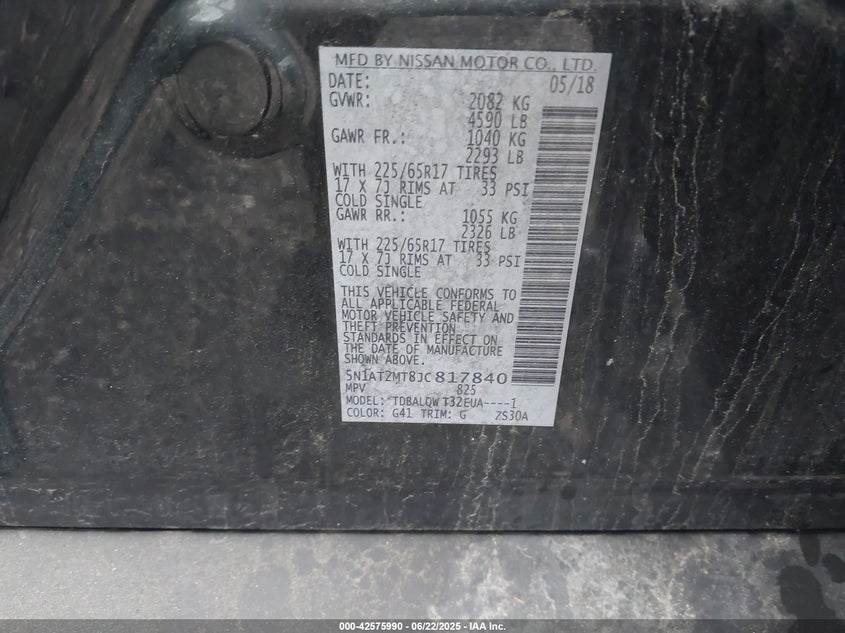 MFD BY NISSAN MOTOR CO., LTD.
DATE: 05/18
GVWR: 2082 KG
4590 LB
GAWR FR.: 1040 KG
2293 LB
WITH 225/65R17 TIRES
17 X 7J RIMS AT 33 PSI
COLD SINGLE
GAWR RR.: 1055 KG
2326 LB
WITH 225/65R17 TIRES
17 X 7J RIMS AT 33 PSI
COLD SINGLE
THIS VEHICLE CONFORMS TO
ALL APPLICABLE FEDERAL
MOTOR VEHICLE SAFETY AND
THEFT PREVENTION
STANDARDS IN EFFECT ON
THE DATE OF MANUFACTURE
SHOWN ABOVE.
5N1AT2MT8JC817840
MPV 825
MODEL: TDBALQW T32EUA----1
COLOR: G41 TRIM: G ZS30A
000-42575990 - 06/22/2025 - IAA Inc.